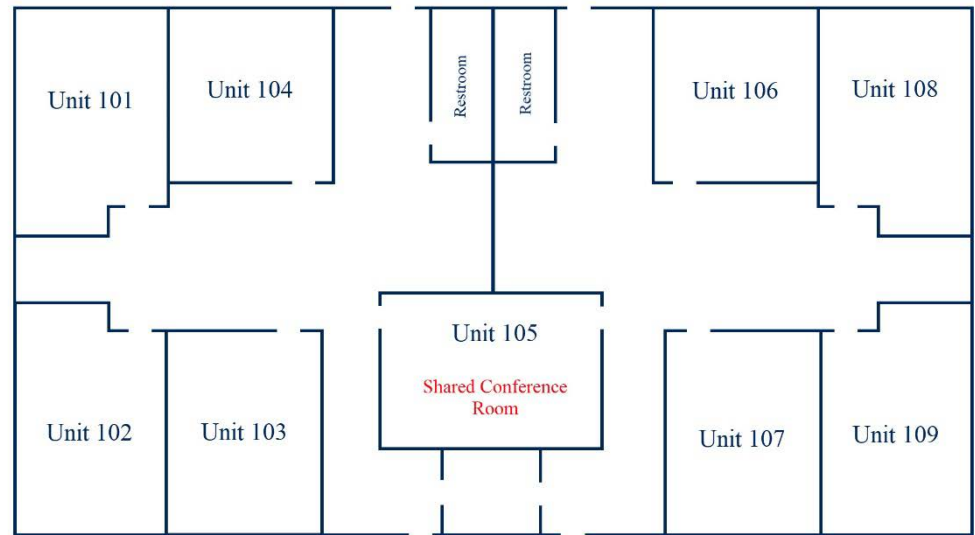 Unit 101
Unit 104
Restroom
Restroom
Unit 106
Unit 108
Unit 105
Shared Conference
Room
Unit 102
Unit 103
Unit 107
Unit 109